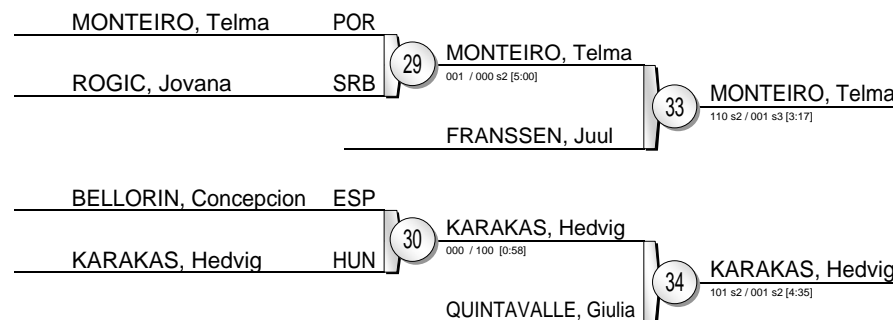 MONTEIRO, Telma POR
29
MONTEIRO, Telma
001 / 000 s2 [5:00]
ROGIC, Jovana SRB
33
MONTEIRO, Telma
110 s2 / 001 s3 [3:17]
FRANSSEN, Juul
BELLORIN, Concepcion ESP
30
KARAKAS, Hedvig
000 / 100 [0:58]
KARAKAS, Hedvig HUN
34
KARAKAS, Hedvig
101 s2 / 001 s2 [4:35]
QUINTAVALLE, Giulia